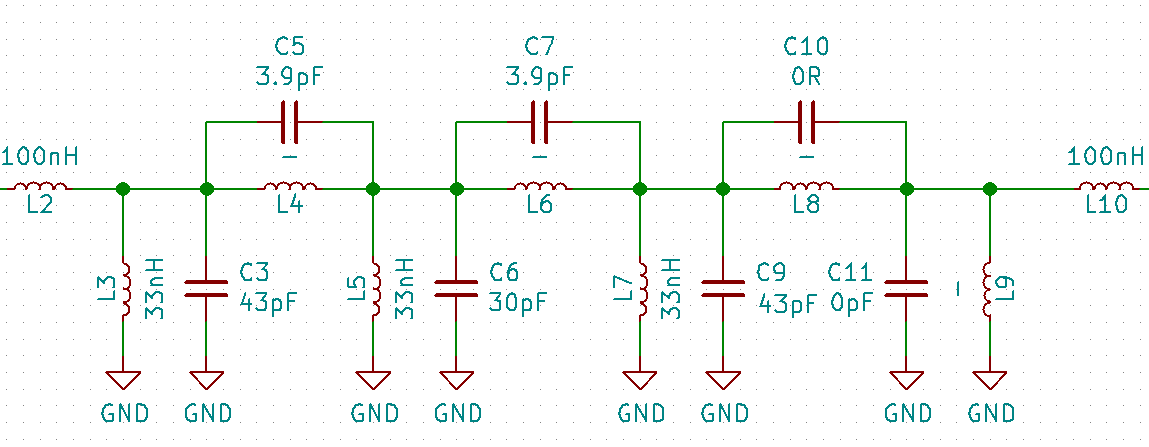 C5
3.9pF
—
C7
3.9pF
—
C10
0R
—
100nH
L2
L4
L6
L8
100nH
L10
L3
33nH
C3
43pF
L5
33nH
C6
30pF
L7
33nH
C9
43pF
C11
0pF
—
L9
GND
GND
GND
GND
GND
GND
GND
GND